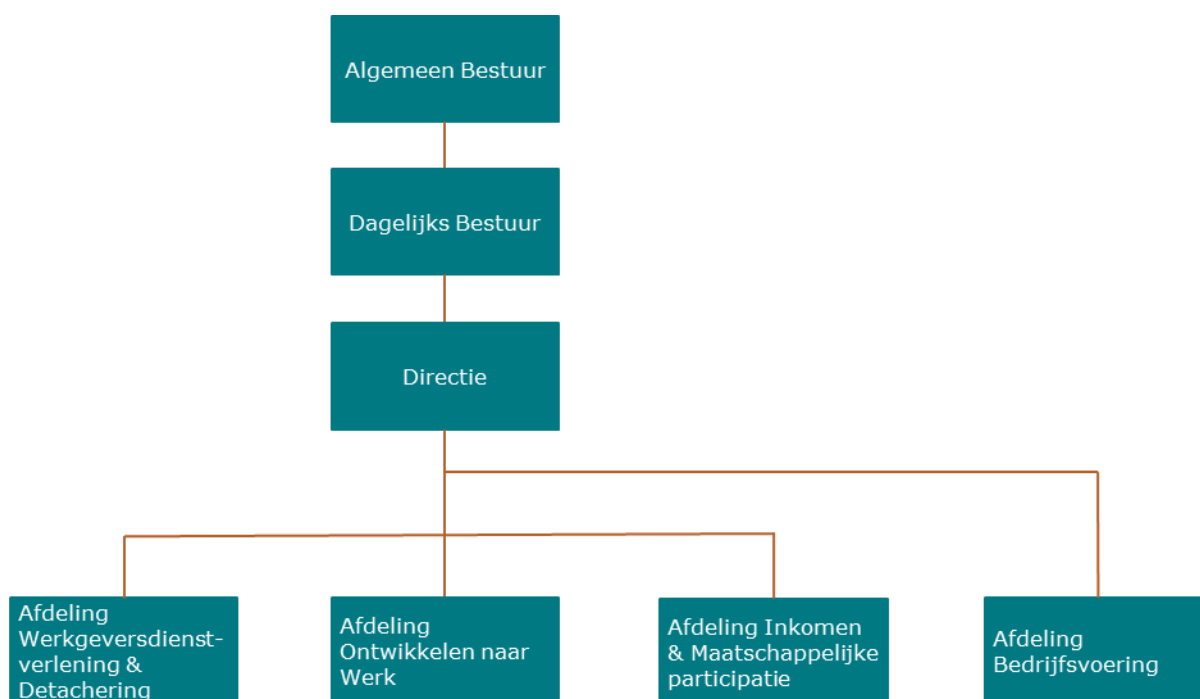 Algemeen Bestuur
Dagelijks Bestuur
Directie
Afdeling
Werkgeversdienst-
verlening &
Detachering
Afdeling
Ontwikkelen naar
Werk
Afdeling Inkomen
& Maatschappelijke
participatie
Afdeling
Bedrijfsvoering